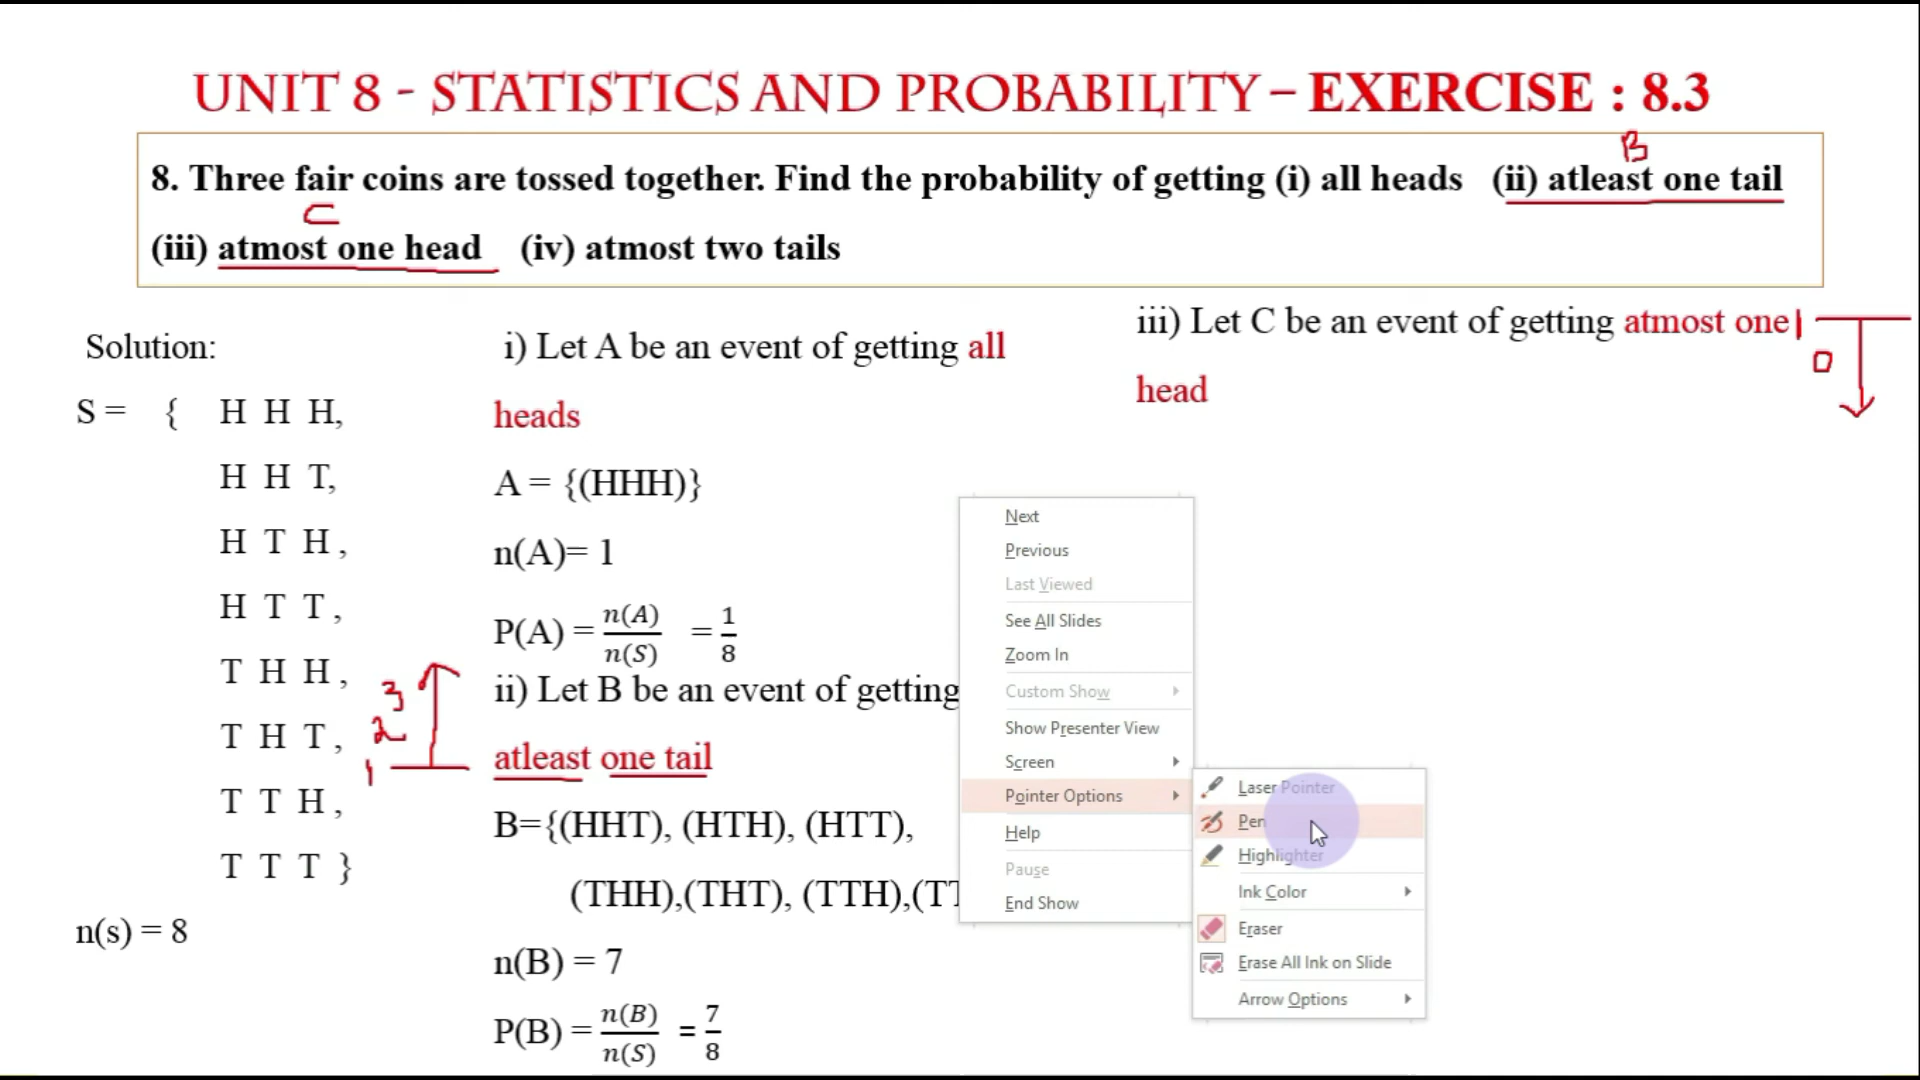 UNIT 8 - STATISTICS AND PROBABILITY – EXERCISE : 8.3
B
8. Three fair coins are tossed together. Find the probability of getting (i) all heads (ii) atleast one tail
C
(iii) atmost one head (iv) atmost two tails
Solution:
S = { H H H,
H H T,
H T H ,
H T T ,
T H H ,
T H T ,
T T H ,
T T T }
n(s) = 8
3
2
1
i) Let A be an event of getting all
heads
A = {(HHH)}
n(A)= 1
P(A) = n(A)/n(S) = 1/8
ii) Let B be an event of getting
atleast one tail
B={(HHT), (HTH), (HTT),
(THH),(THT), (TTH),(TT
n(B) = 7
P(B) = n(B)/n(S) = 7/8
iii) Let C be an event of getting atmost one
head
1
0
Next
Previous
Last Viewed
See All Slides
Zoom In
Custom Show
Show Presenter View
Screen
Pointer Options
Help
Pause
End Show
Laser Pointer
Pen
Highlighter
Ink Color
Eraser
Erase All Ink on Slide
Arrow Options